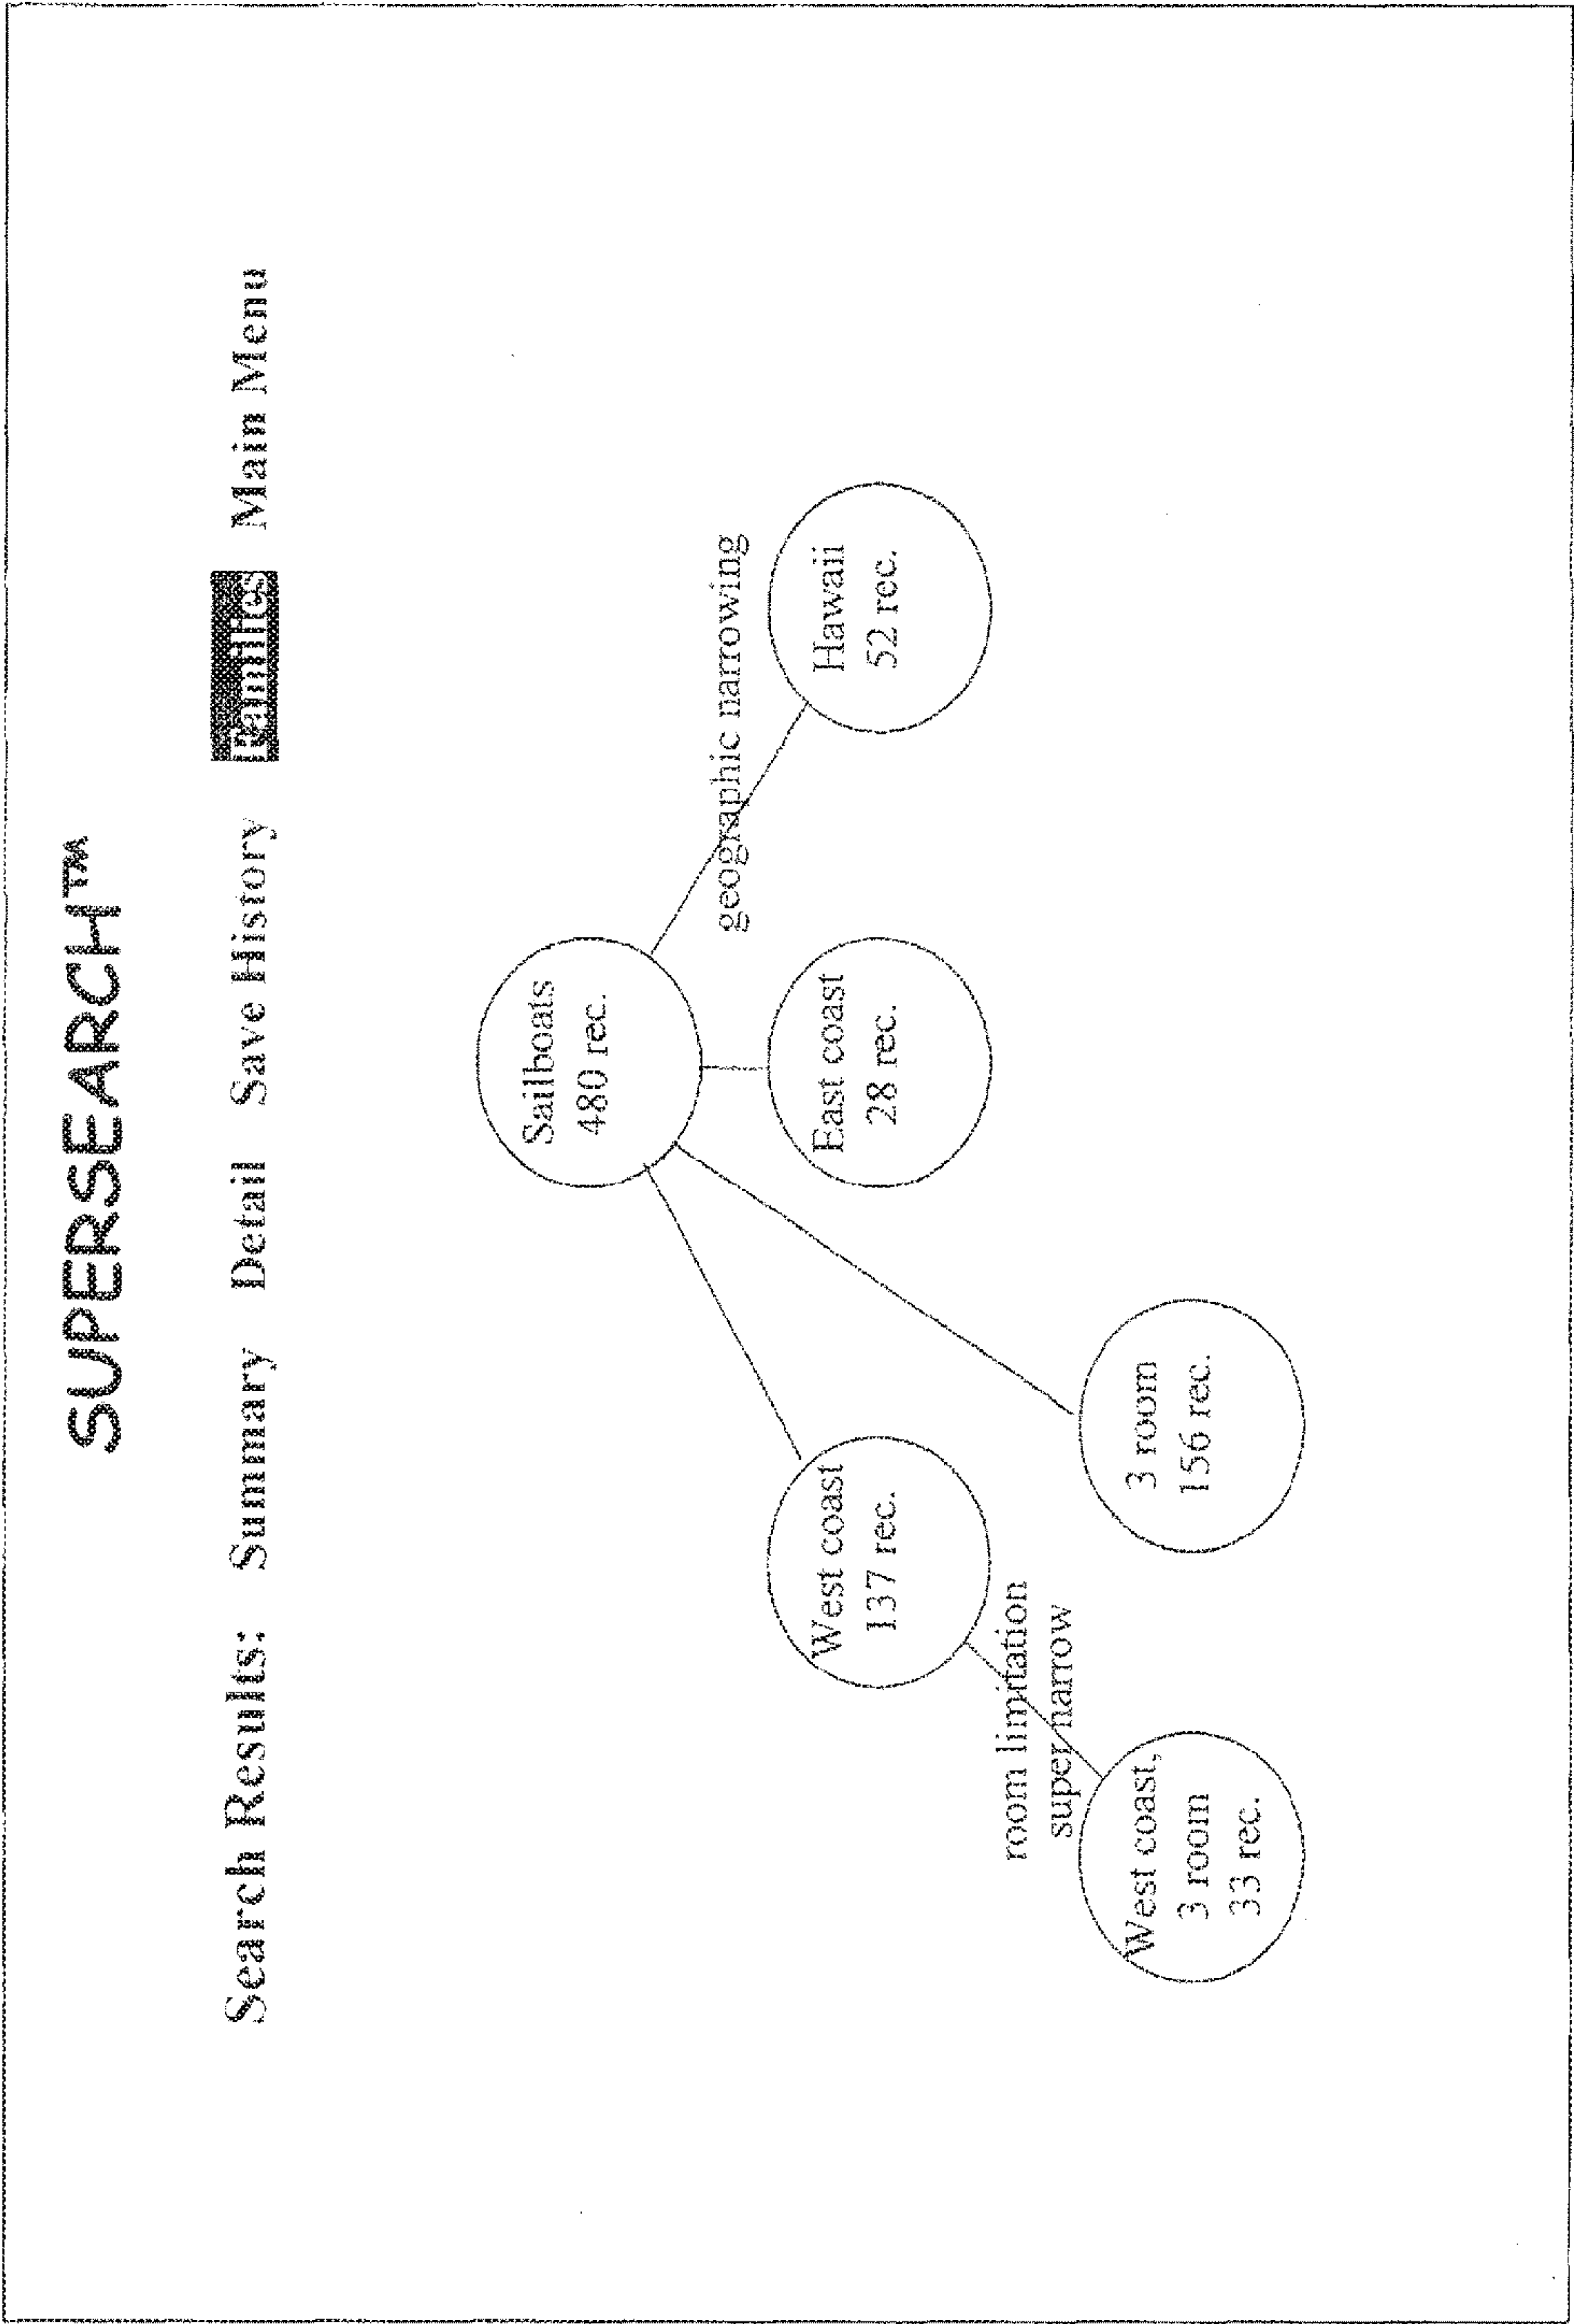 SUPERSEARCH™
Search Results: Summary Detail Save History Families Main Menu
Sailboats
480 rec.
geographic narrowing
West coast
137 rec.
East coast
28 rec.
Hawaii
52 rec.
room limitation
super narrow
West coast,
3 room
33 rec.
3 room
156 rec.